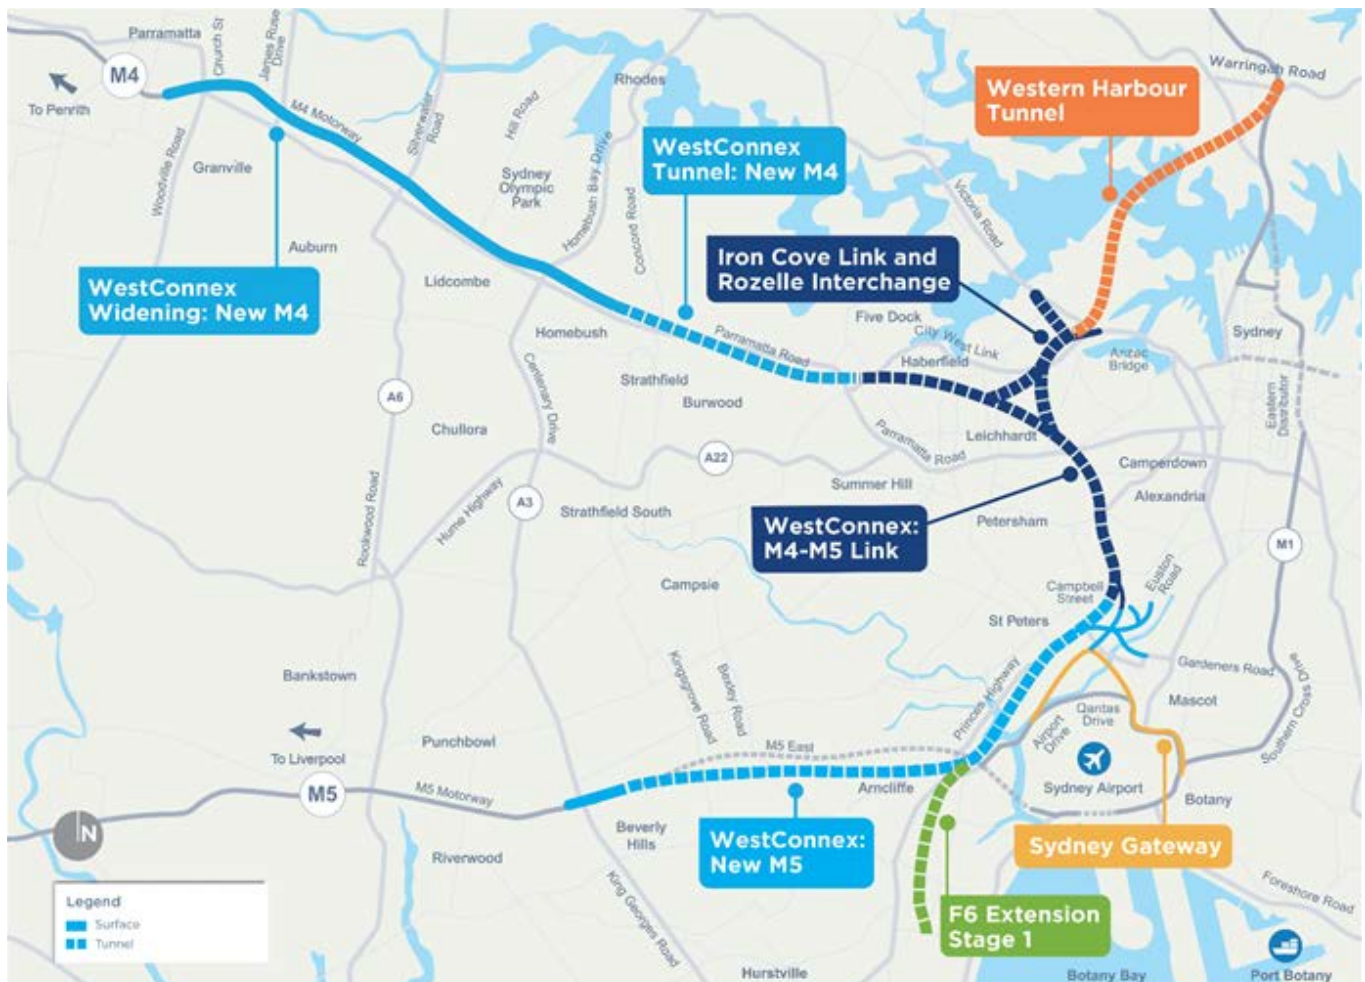 Parramatta
Church St
James Ruse
Drive
M4
To Penrith
M4 Motorway
Silverwater
Road
Hill Road
Rhodes
Homebush Bay Drive
Concord Road
Sydney
Olympic
Park
Woodville Road
Granville
Auburn
Lidcombe
WestConnex
Widening: New M4
WestConnex
Tunnel: New M4
Western Harbour
Tunnel
Warringah Road
Victoria Road
Iron Cove Link and
Rozelle Interchange
Five Dock
City West Link
Haberfield
Anzac
Bridge
Sydney
Eastern
Distributor
Homebush
Parramatta Road
Strathfield
Burwood
Centenary Drive
A6
Chullora
A22
Leichhardt
Parramatta Road
Summer Hill
Camperdown
Alexandria
Petersham
A3
Hume Highway
Rookwood Road
Strathfield South
WestConnex:
M4-M5 Link
M1
Campsie
Campbell
Street
Euston
Road
St Peters
Gardeners Road
Mascot
Southern Cross Drive
Bankstown
To Liverpool
Punchbowl
Kingsgrove Road
Bexley Road
Princes Highway
M5 East
Airport
Drive
Qantas
Drive
Sydney Airport
Botany
M5
M5 Motorway
Arncliffe
N
Riverwood
Beverly
Hills
WestConnex:
New M5
Sydney Gateway
King Georges Road
F6 Extension
Stage 1
Foreshore Road
Legend
Surface
Tunnel
Hurstville
Botany Bay
Port Botany